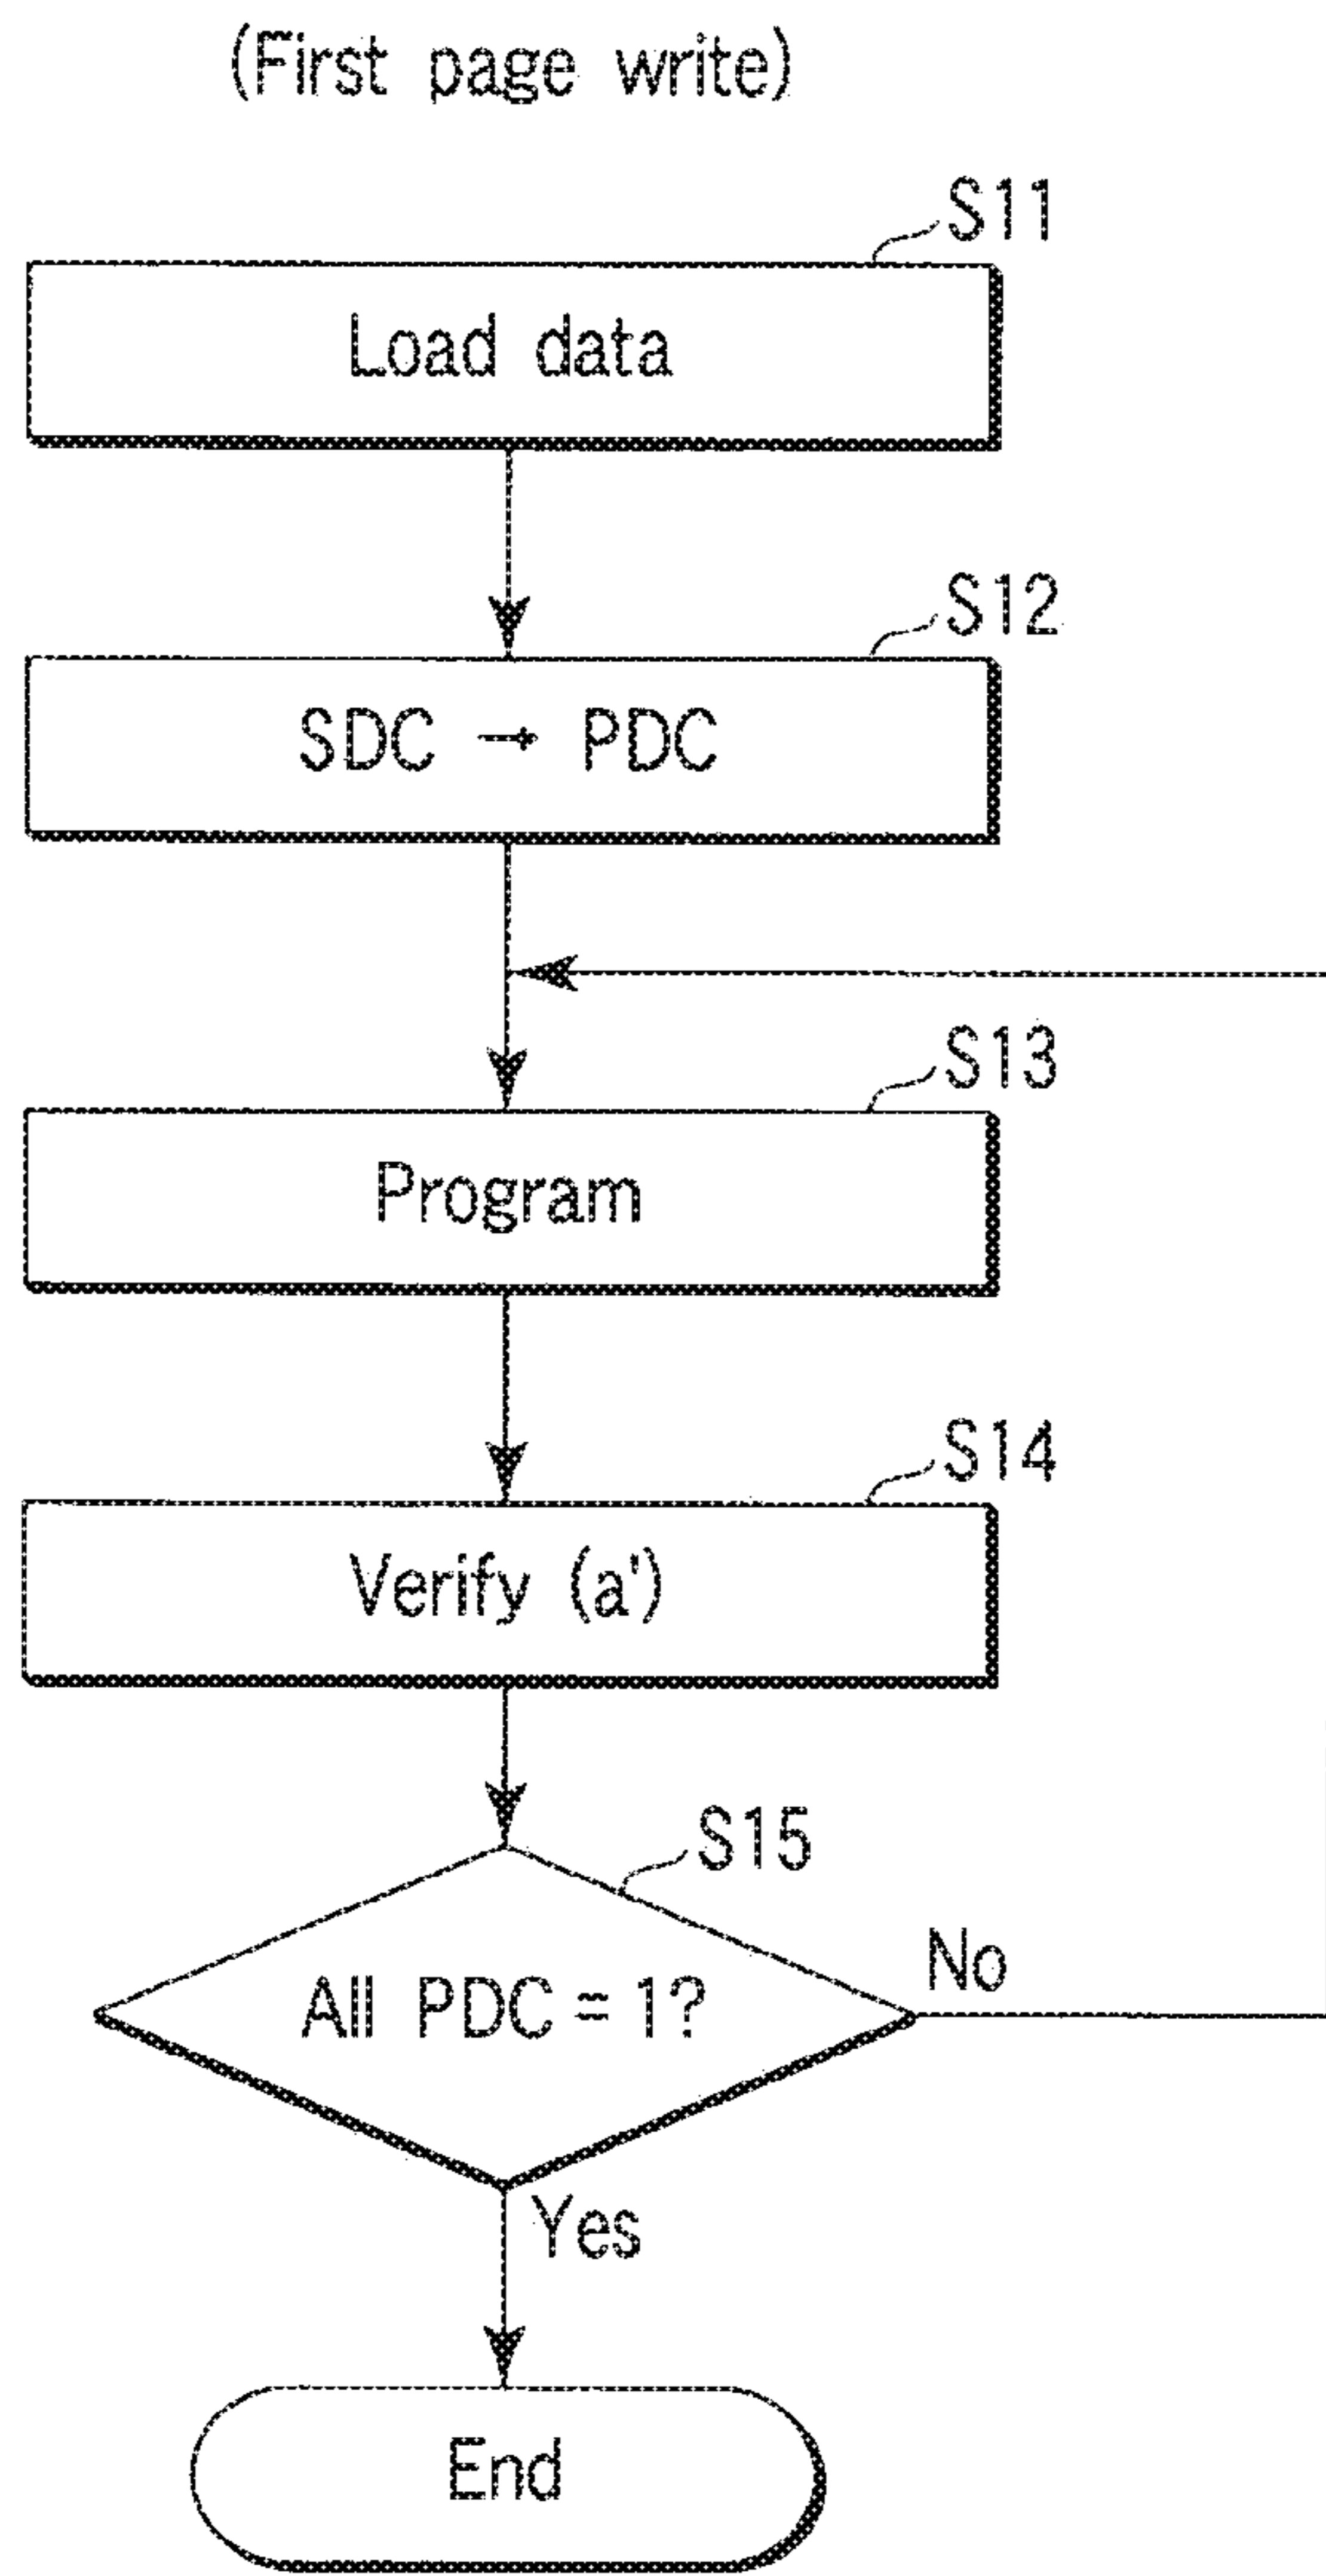 (First page write)
S11
Load data
S12
SDC → PDC
S13
Program
S14
Verify (a')
S15
All PDC = 1?
No
Yes
End